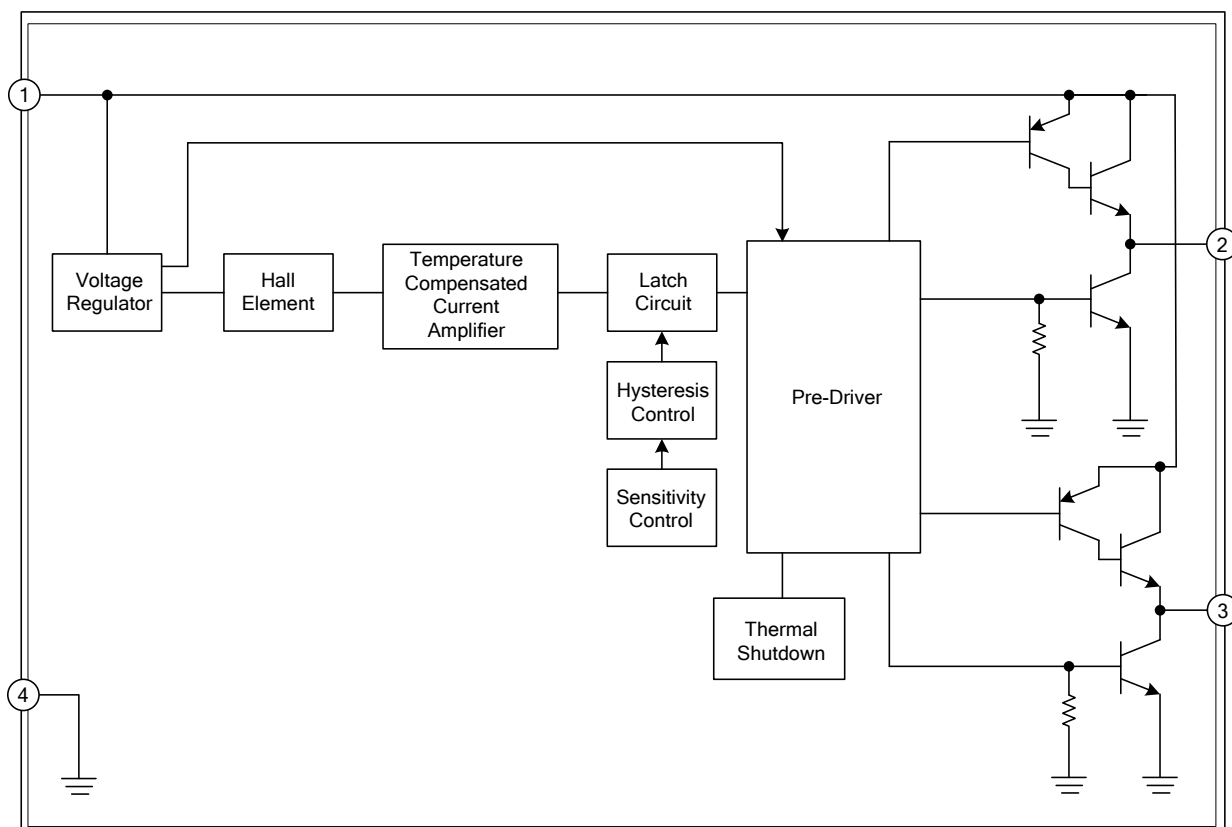 1
2
Voltage
Regulator
Hall
Element
Temperature
Compensated
Current
Amplifier
Latch
Circuit
Hysteresis
Control
Sensitivity
Control
Pre-Driver
Thermal
Shutdown
3
4